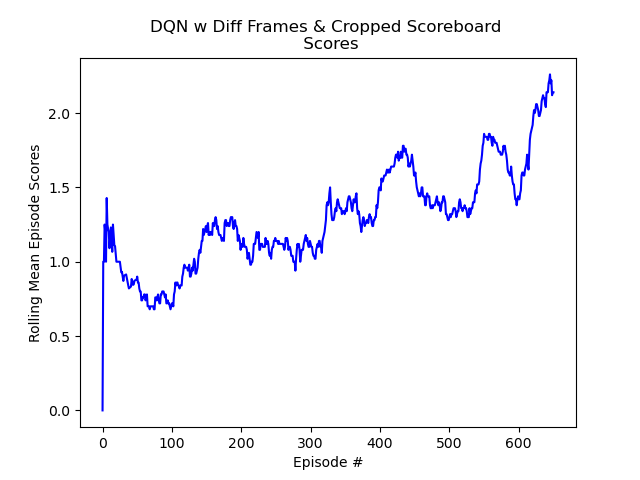 DQN w Diff Frames & Cropped Scoreboard
Scores
Rolling Mean Episode Scores
2.0
1.5
1.0
0.5
0.0
0 100 200 300 400 500 600
Episode #